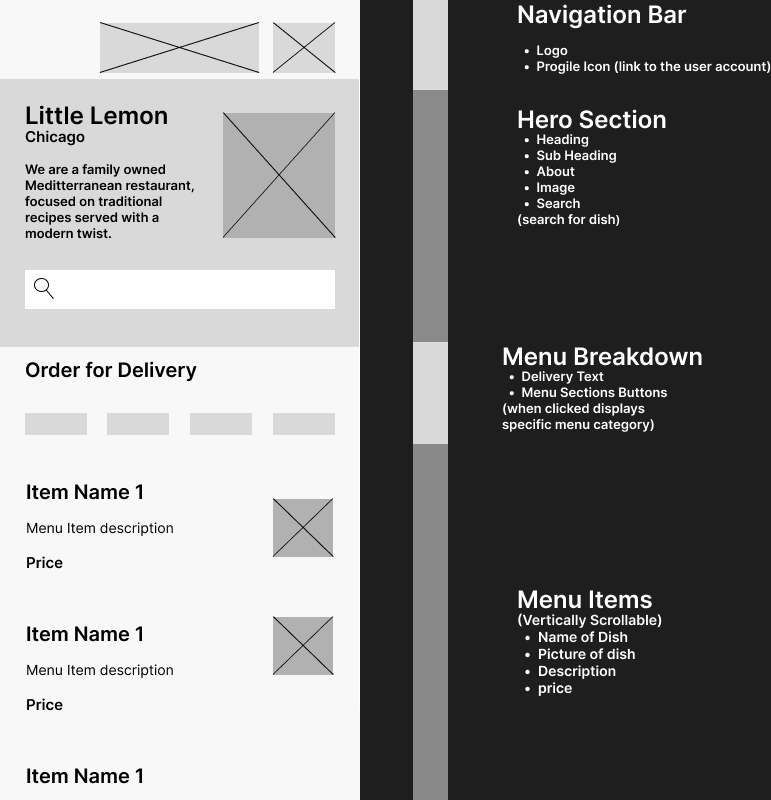 Little Lemon
Chicago
We are a family owned
Meditterranean restaurant,
focused on traditional
recipes served with a
modern twist.
Order for Delivery
Item Name 1
Menu Item description
Price
Item Name 1
Menu Item description
Price
Item Name 1
Navigation Bar
• Logo
• Progile Icon (link to the user account)
Hero Section
• Heading
• Sub Heading
• About
• Image
• Search
(search for dish)
Menu Breakdown
• Delivery Text
• Menu Sections Buttons
(when clicked displays
specific menu category)
Menu Items
(Vertically Scrollable)
• Name of Dish
• Picture of dish
• Description
• price